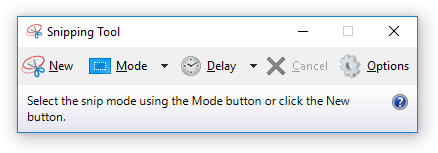 Snipping Tool
New Mode Delay Cancel Options
Select the snip mode using the Mode button or click the New
button.